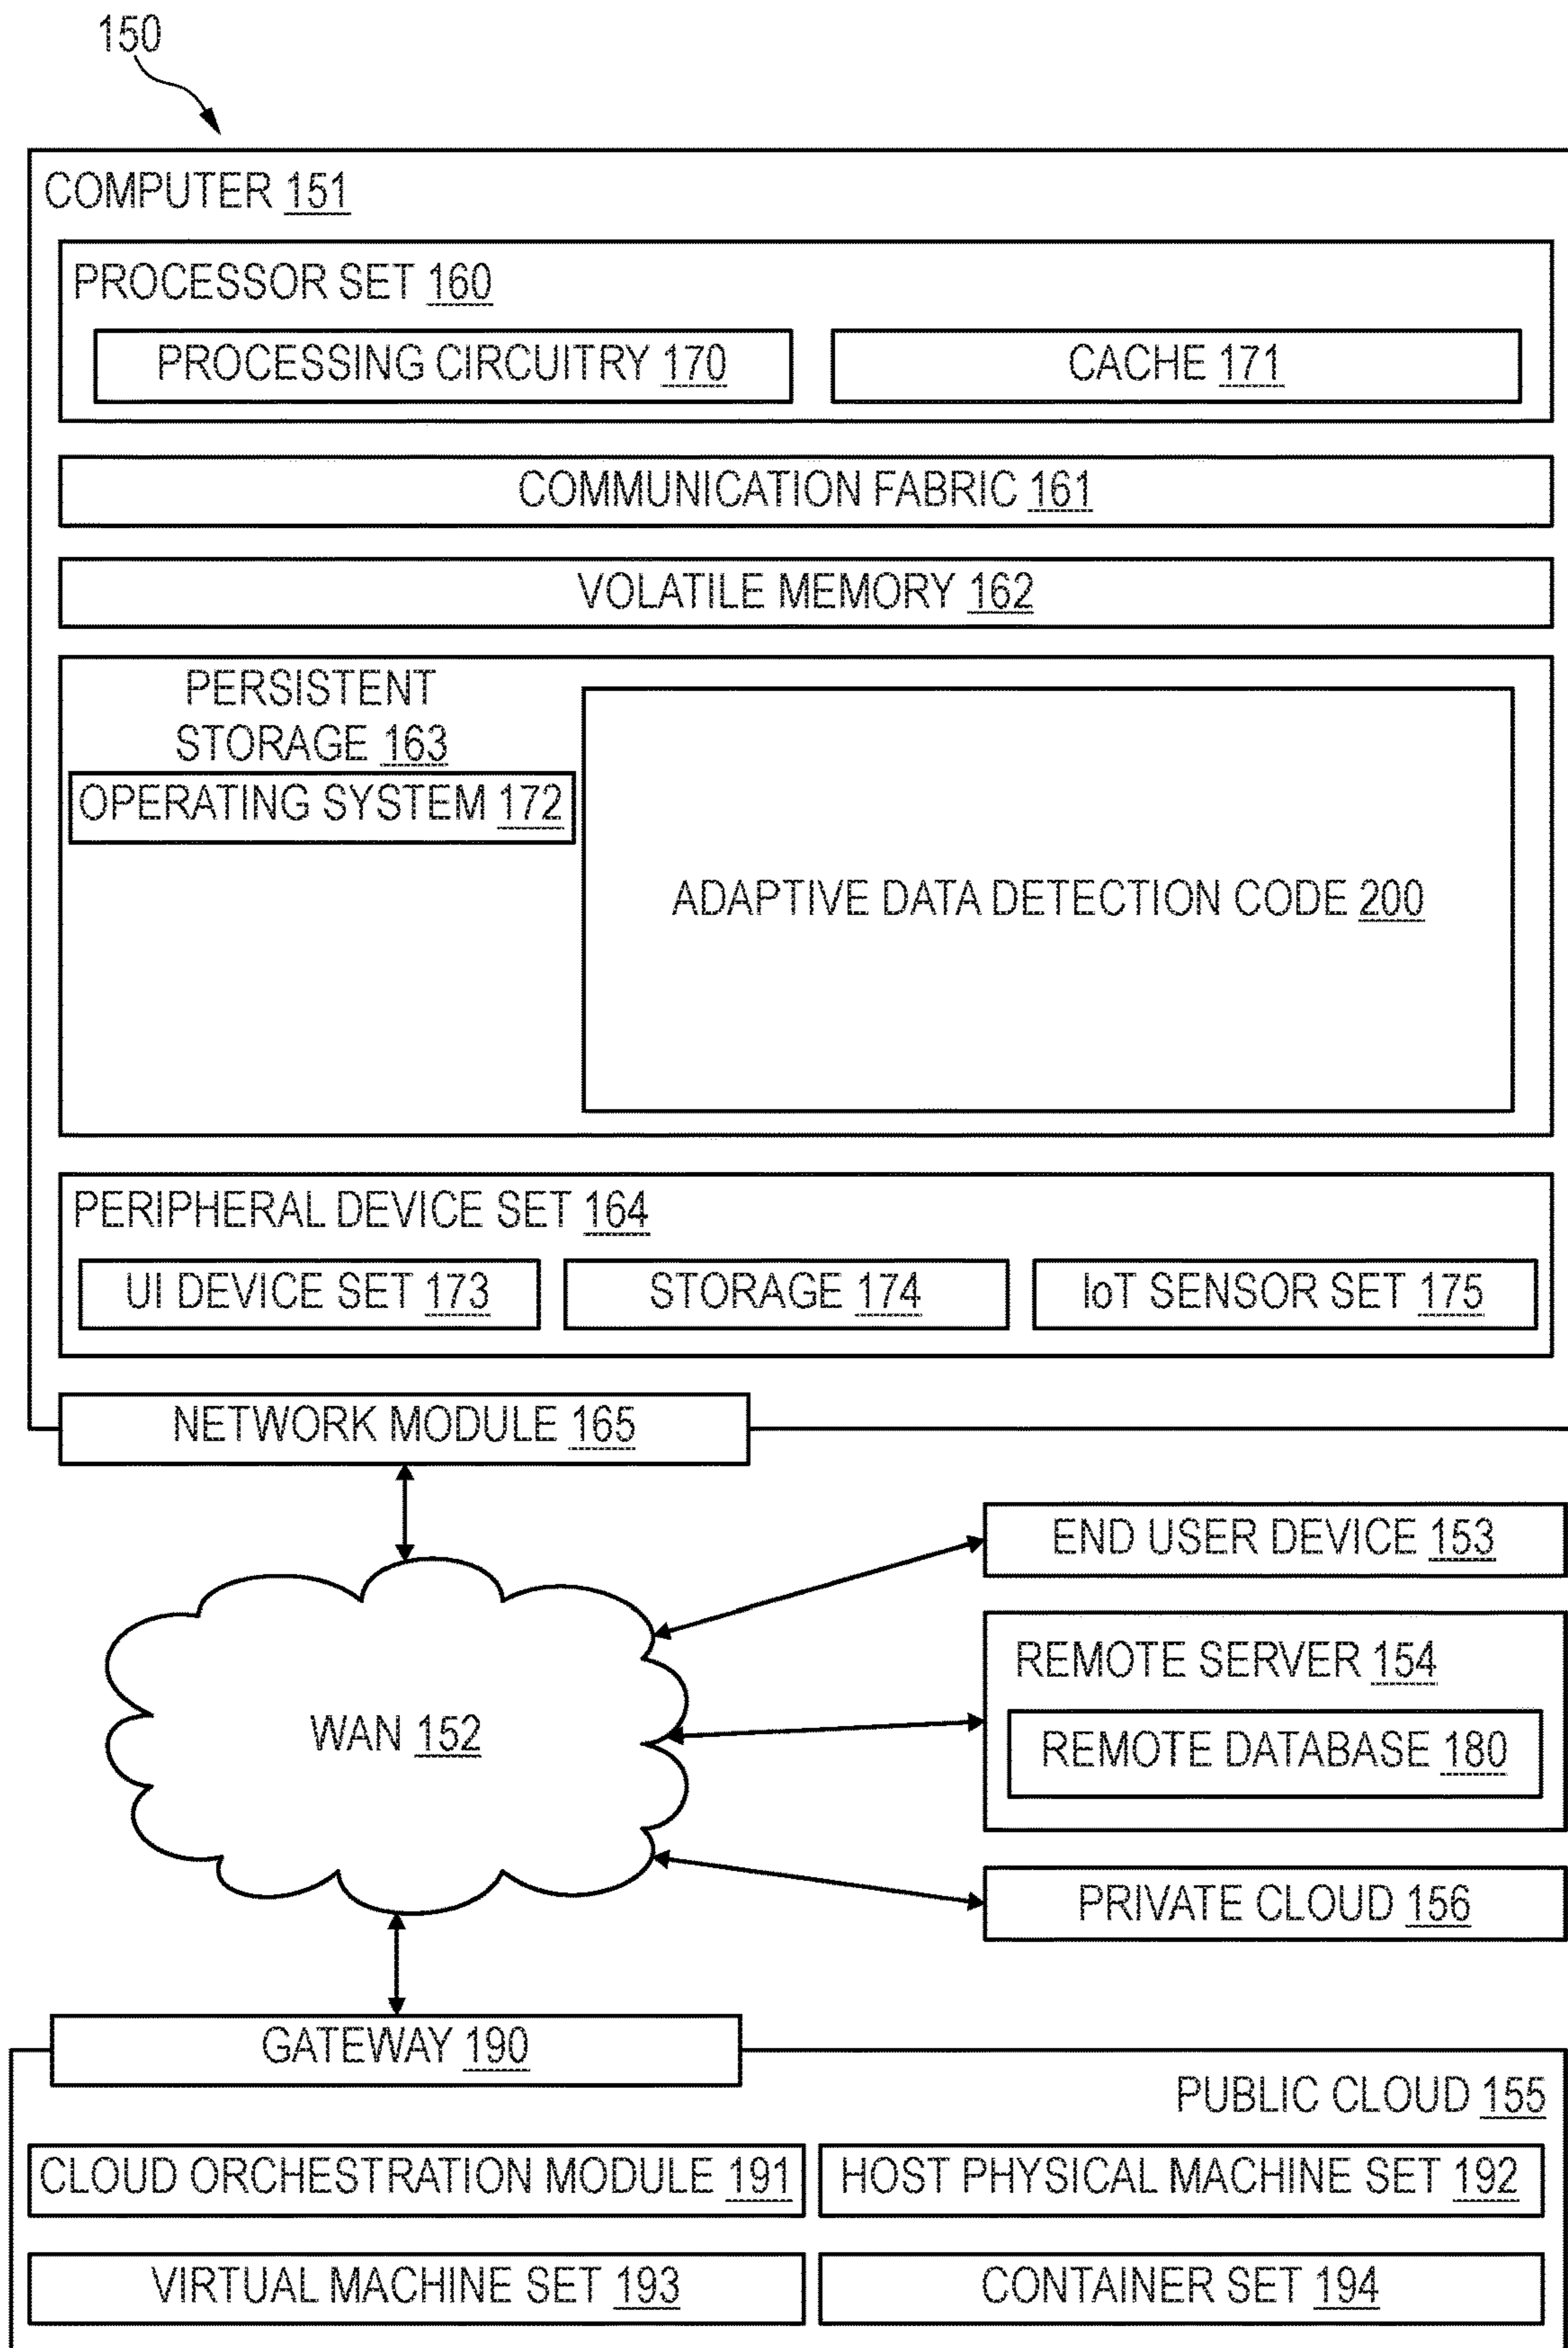 150
COMPUTER 151
PROCESSOR SET 160
PROCESSING CIRCUITRY 170
CACHE 171
COMMUNICATION FABRIC 161
VOLATILE MEMORY 162
PERSISTENT
STORAGE 163
OPERATING SYSTEM 172
ADAPTIVE DATA DETECTION CODE 200
PERIPHERAL DEVICE SET 164
UI DEVICE SET 173
STORAGE 174
IoT SENSOR SET 175
NETWORK MODULE 165
END USER DEVICE 153
REMOTE SERVER 154
WAN 152
REMOTE DATABASE 180
PRIVATE CLOUD 156
GATEWAY 190
PUBLIC CLOUD 155
CLOUD ORCHESTRATION MODULE 191
HOST PHYSICAL MACHINE SET 192
VIRTUAL MACHINE SET 193
CONTAINER SET 194